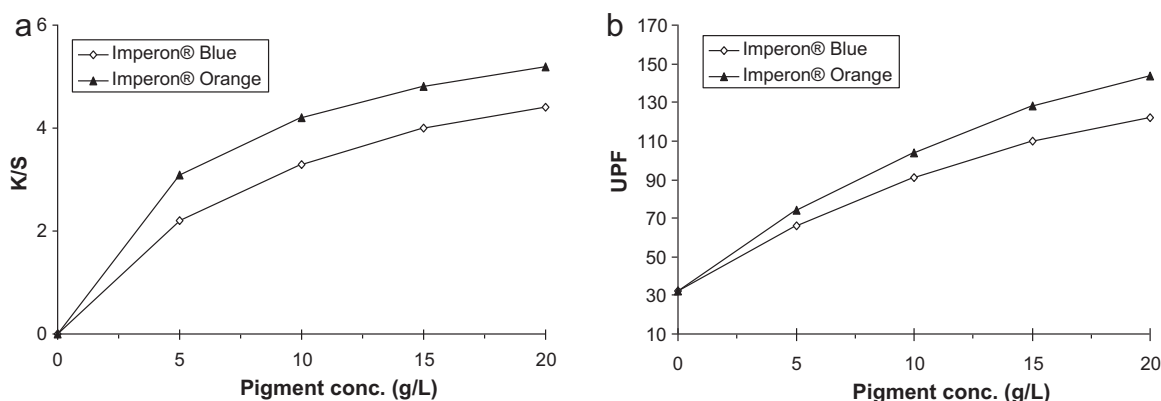 a
6
Imperon® Blue
Imperon® Orange
4
K/S
2
0
0 5 10 15 20
Pigment conc. (g/L)
b
170
Imperon® Blue
150
Imperon® Orange
130
110
UPF
90
70
50
30
10
0 5 10 15 20
Pigment conc. (g/L)